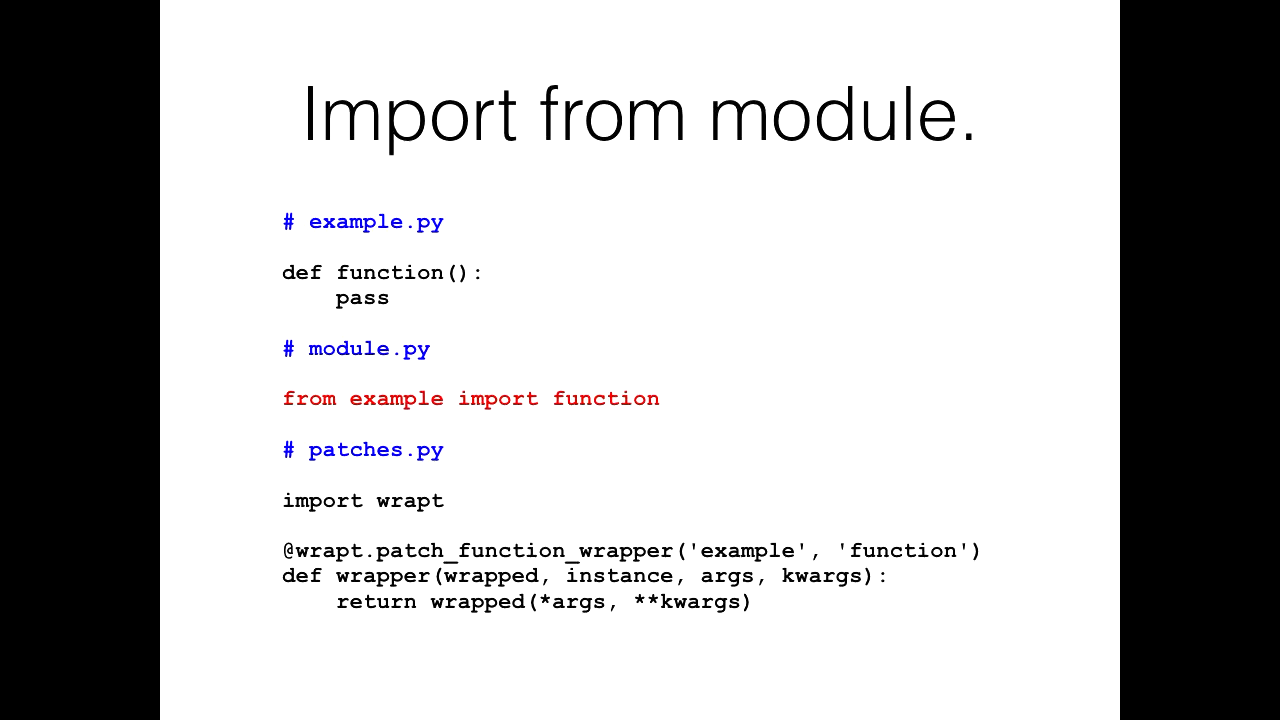 Import from module.
# example.py
def function():
    pass
# module.py
from example import function
# patches.py
import wrapt
@wrapt.patch_function_wrapper('example', 'function')
def wrapper(wrapped, instance, args, kwargs):
    return wrapped(*args, **kwargs)